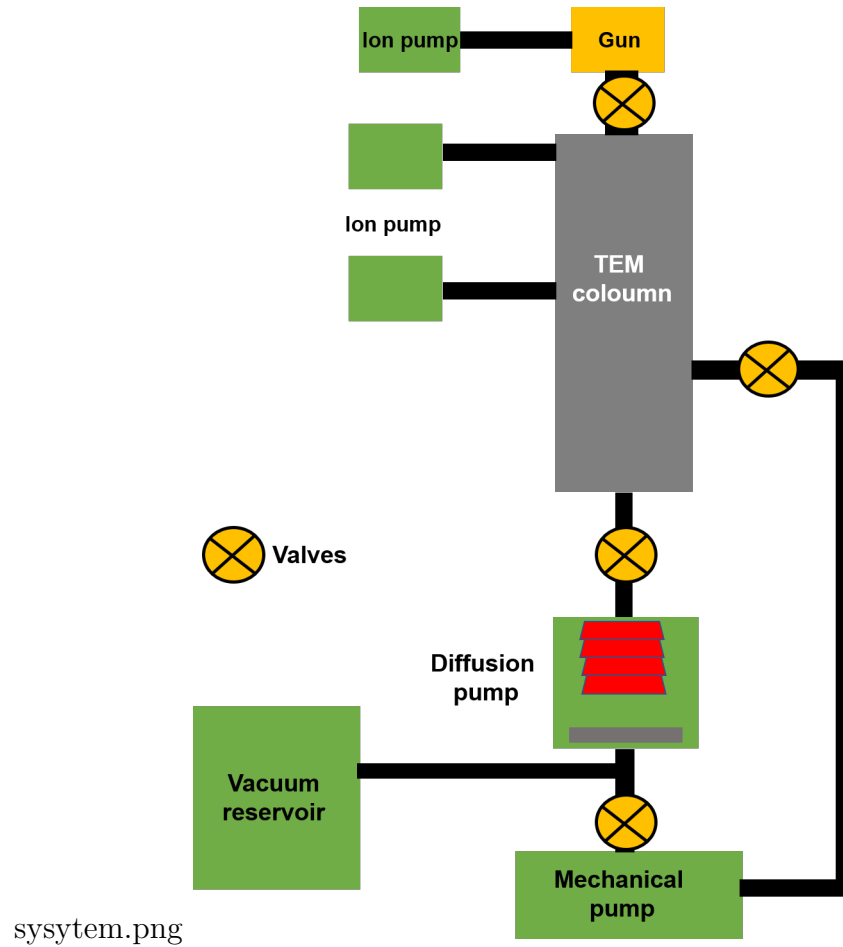 Ion pump
Gun
Ion pump
TEM
coloumn
Valves
Diffusion
pump
Vacuum
reservoir
Mechanical
pump
sysytem.png